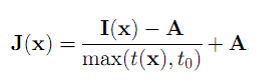 J(x) = (I(x) − A) / max(t(x), t₀) + A